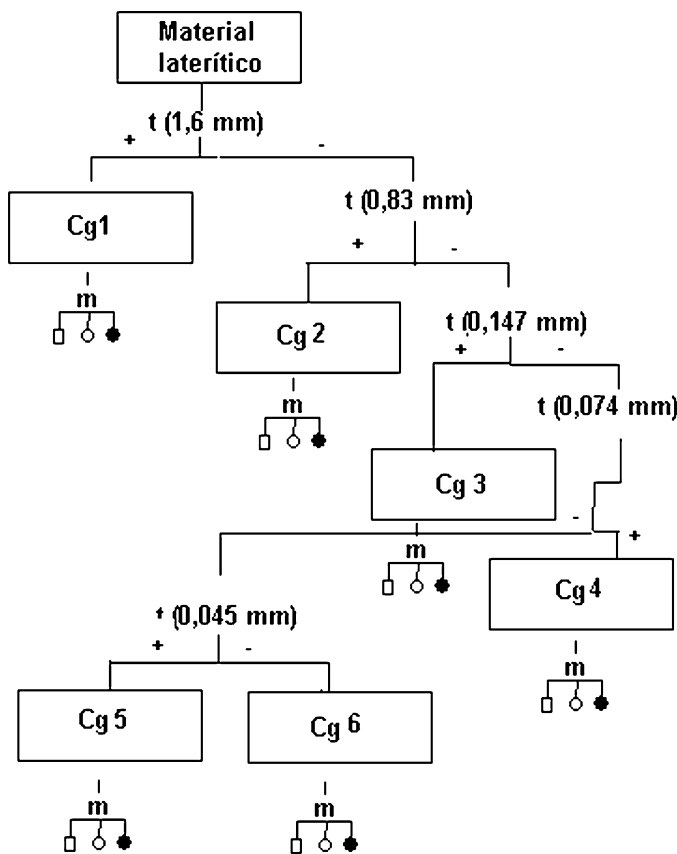 Material
laterítico
t (1,6 mm)
+ -
Cg1
m
t (0,83 mm)
+ -
Cg 2
m
t (0,147 mm)
+ -
Cg 3
m
t (0,074 mm)
- +
Cg 4
m
t (0,045 mm)
+ -
Cg 5
m
Cg 6
m